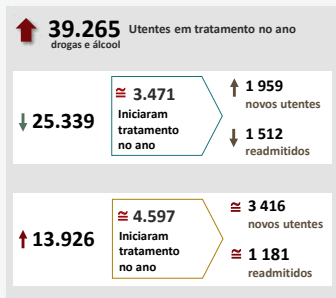 39.265 Utentes em tratamento no ano
drogas e álcool
≅ 3.471
Iniciaram
tratamento
no ano
25.339
1 959
novos utentes
1 512
readmitidos
≅ 4.597
Iniciaram
tratamento
no ano
13.926
≅ 3 416
novos utentes
≅ 1 181
readmitidos